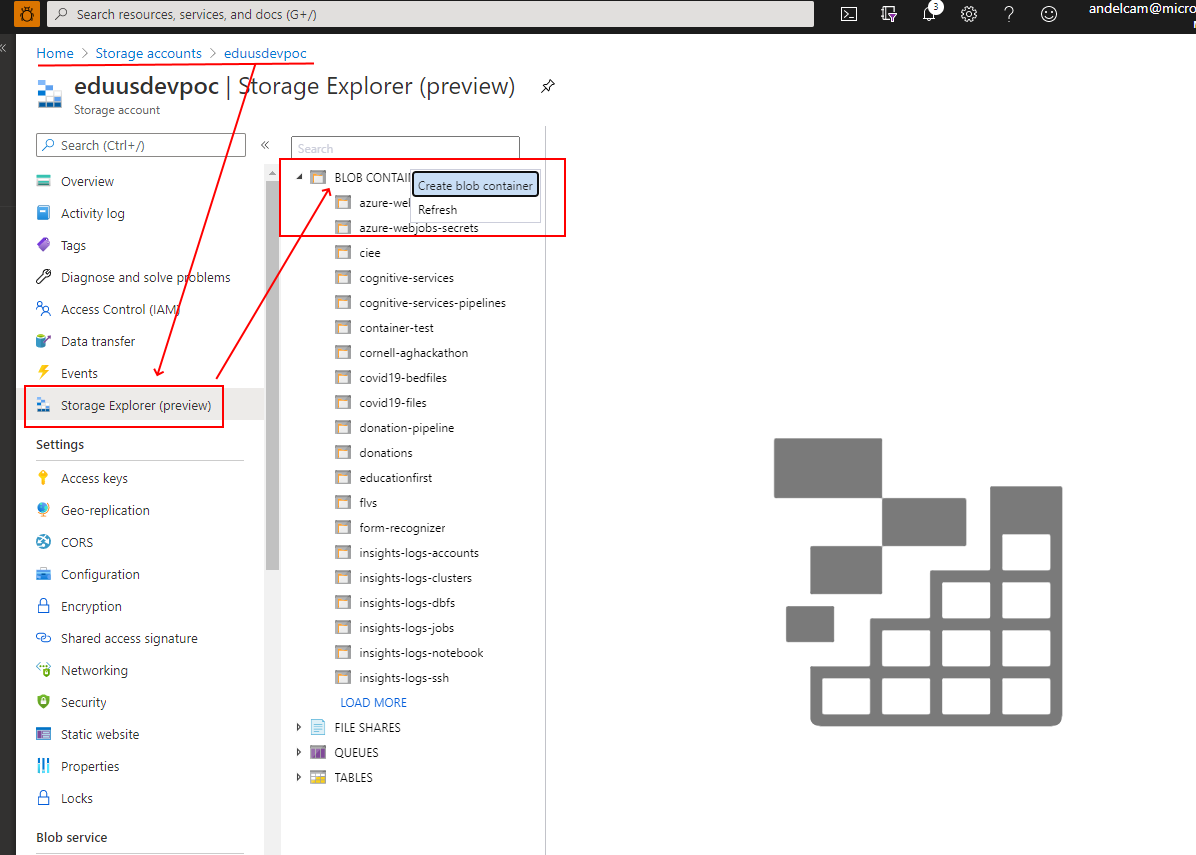 Search resources, services, and docs (G+/)
3
andelcam@micro
Home > Storage accounts > eduusdevpoc
eduusdevpoc | Storage Explorer (preview)
Storage account
Search (Ctrl+/)
«
Overview
Activity log
Tags
Diagnose and solve problems
Access Control (IAM)
Data transfer
Events
Storage Explorer (preview)
Settings
Access keys
Geo-replication
CORS
Configuration
Encryption
Shared access signature
Networking
Security
Static website
Properties
Locks
Blob service
Search
BLOB CONTAI
Create blob container
Refresh
azure-we
azure-webjobs-secrets
ciee
cognitive-services
cognitive-services-pipelines
container-test
cornell-aghackathon
covid19-bedfiles
covid19-files
donation-pipeline
donations
educationfirst
flvs
form-recognizer
insights-logs-accounts
insights-logs-clusters
insights-logs-dbfs
insights-logs-jobs
insights-logs-notebook
insights-logs-ssh
LOAD MORE
FILE SHARES
QUEUES
TABLES